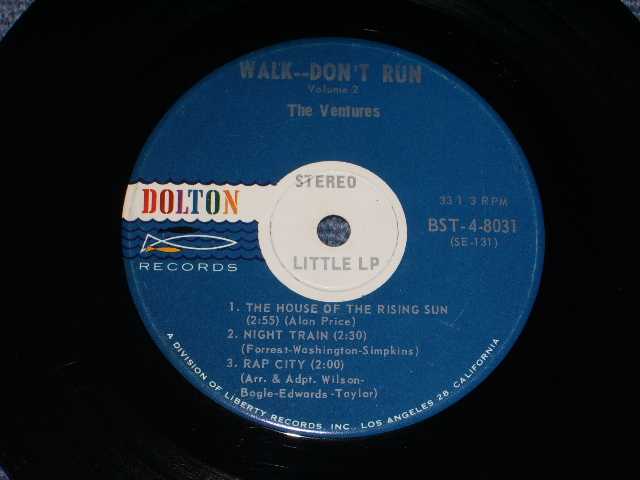 WALK--DON'T RUN
Volume 2
The Ventures
STEREO
DOLTON
RECORDS
33 1 3 RPM
BST-4-8031
(SE-131)
LITTLE LP
1. THE HOUSE OF THE RISING SUN
(2:55) (Alan Price)
2. NIGHT TRAIN (2:30)
(Forrest-Washington-Simpkins)
3. RAP CITY (2:00)
(Arr. & Adpt. Wilson-
Bogle-Edwards-Taylor)
A DIVISION OF LIBERTY RECORDS, INC., LOS ANGELES 28, CALIFORNIA